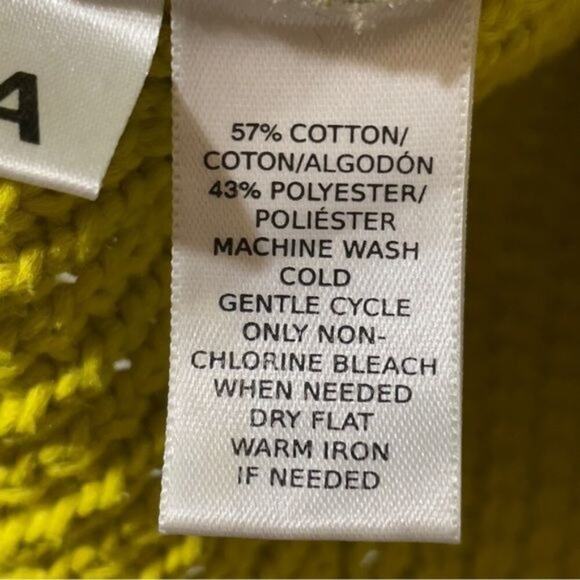 A
57% COTTON/
COTON/ALGODÓN
43% POLYESTER/
POLIÉSTER
MACHINE WASH
COLD
GENTLE CYCLE
ONLY NON-
CHLORINE BLEACH
WHEN NEEDED
DRY FLAT
WARM IRON
IF NEEDED